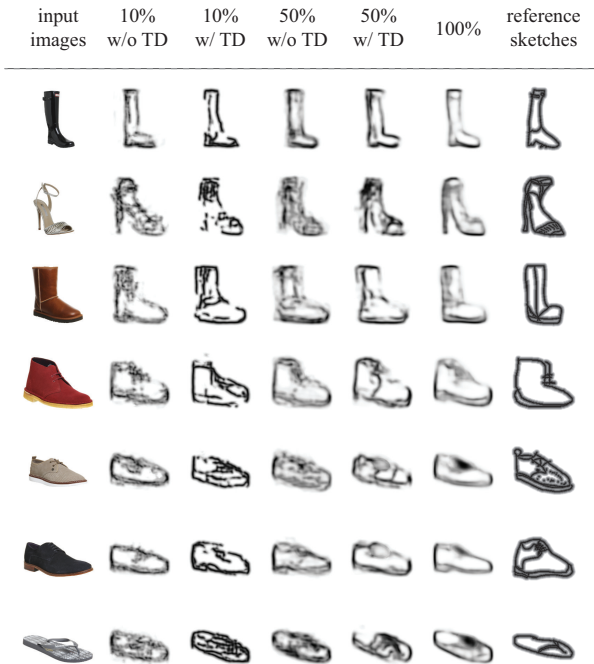 input images
10% w/o TD
10% w/ TD
50% w/o TD
50% w/ TD
100%
reference sketches